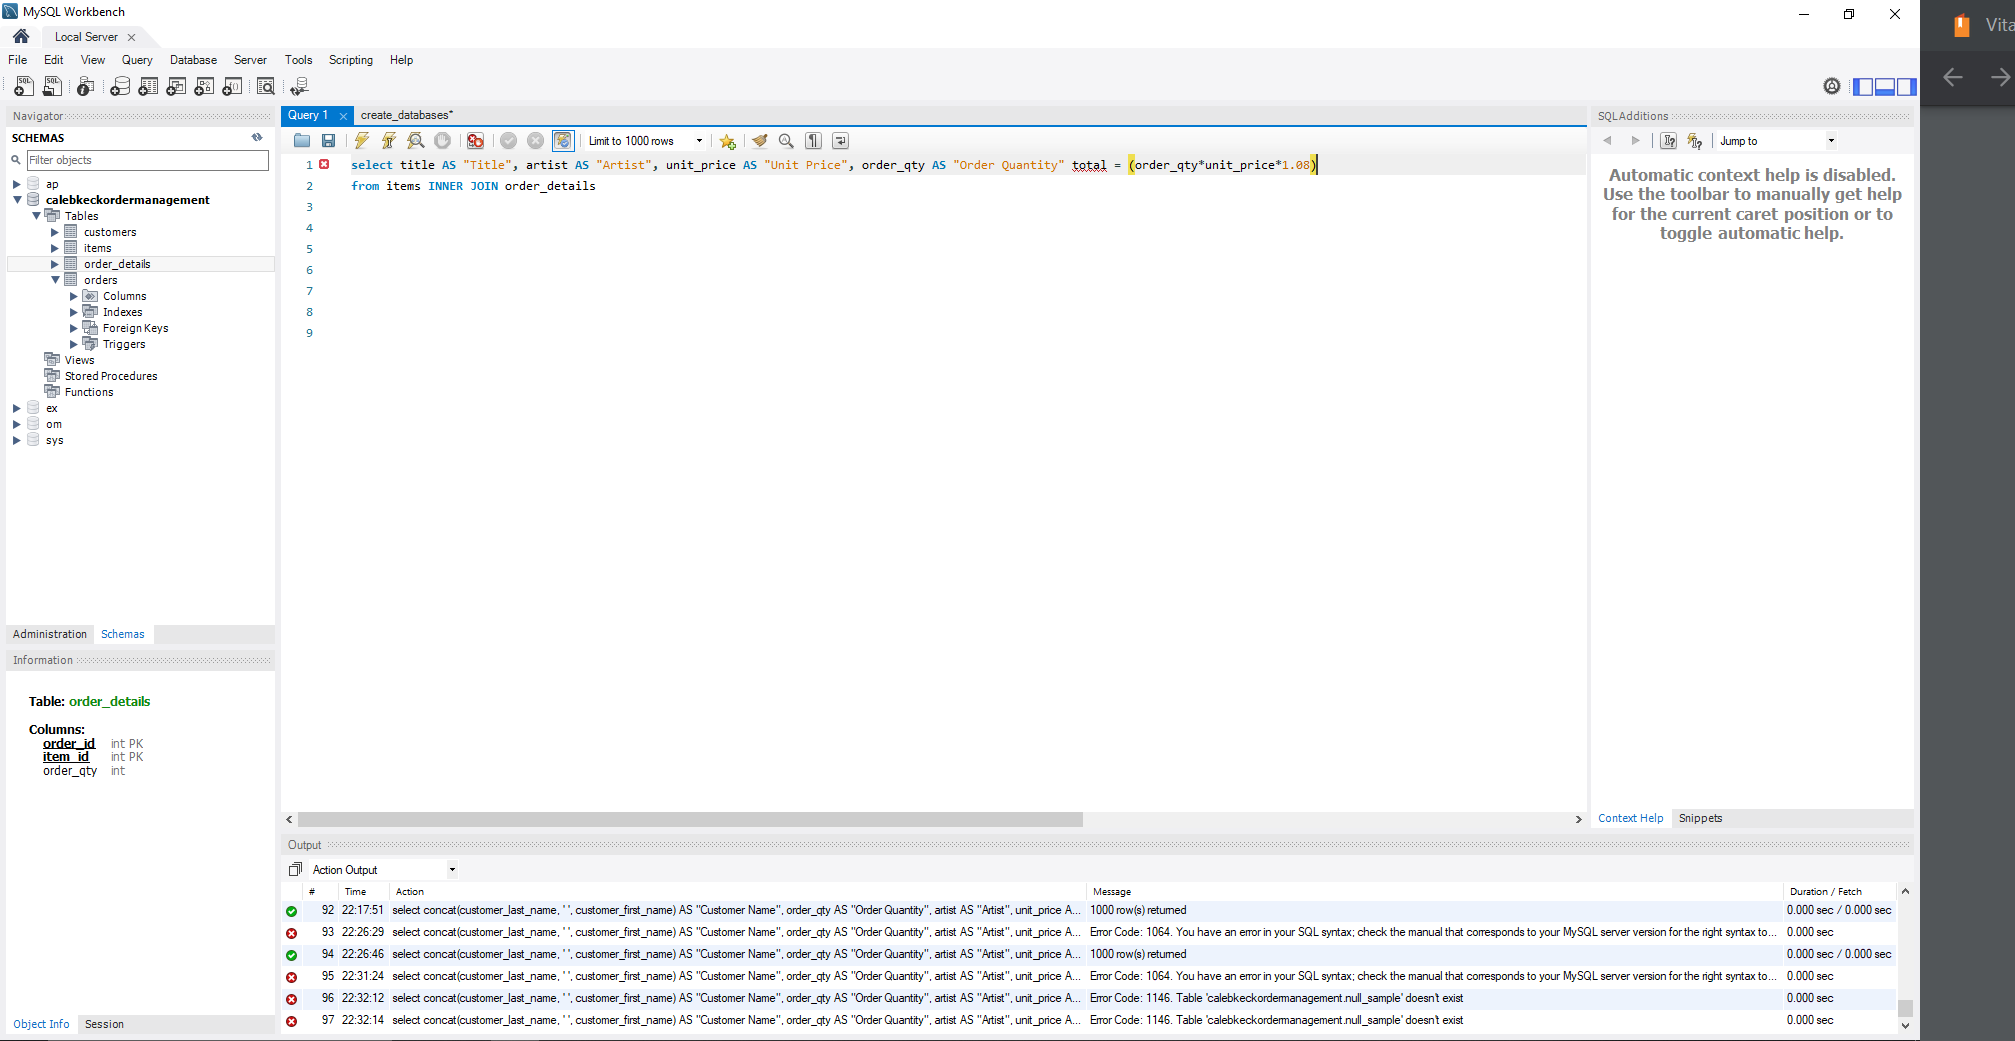 MySQL Workbench
Local Server
File Edit View Query Database Server Tools Scripting Help
Navigator
SCHEMAS
Filter objects
ap
calebkeckordermanagement
Tables
customers
items
order_details
orders
Columns
Indexes
Foreign Keys
Triggers
Views
Stored Procedures
Functions
ex
om
sys
Administration Schemas
Information
Table: order_details
Columns:
order_id int PK
item_id int PK
order_qty int
Object Info Session
Query 1 create_databases*
Limit to 1000 rows
1 select title AS "Title", artist AS "Artist", unit_price AS "Unit Price", order_qty AS "Order Quantity" total = (order_qty*unit_price*1.08)
2 from items INNER JOIN order_details
3
4
5
6
7
8
9
SQLAdditions
Jump to
Automatic context help is disabled.
Use the toolbar to manually get help
for the current caret position or to
toggle automatic help.
Context Help Snippets
Output
Action Output
# Time Action Message Duration / Fetch
92 22:17:51 select concat(customer_last_name, ' ', customer_first_name) AS "Customer Name", order_qty AS "Order Quantity", artist AS "Artist", unit_price A... 1000 row(s) returned 0.000 sec / 0.000 sec
93 22:26:29 select concat(customer_last_name, ' ', customer_first_name) AS "Customer Name", order_qty AS "Order Quantity", artist AS "Artist", unit_price A... Error Code: 1064. You have an error in your SQL syntax; check the manual that corresponds to your MySQL server version for the right syntax to... 0.000 sec
94 22:26:46 select concat(customer_last_name, ' ', customer_first_name) AS "Customer Name", order_qty AS "Order Quantity", artist AS "Artist", unit_price A... 1000 row(s) returned 0.000 sec / 0.000 sec
95 22:31:24 select concat(customer_last_name, ' ', customer_first_name) AS "Customer Name", order_qty AS "Order Quantity", artist AS "Artist", unit_price A... Error Code: 1064. You have an error in your SQL syntax; check the manual that corresponds to your MySQL server version for the right syntax to... 0.000 sec
96 22:32:12 select concat(customer_last_name, ' ', customer_first_name) AS "Customer Name", order_qty AS "Order Quantity", artist AS "Artist", unit_price A... Error Code: 1146. Table 'calebkeckordermanagement.null_sample' doesn't exist 0.000 sec
97 22:32:14 select concat(customer_last_name, ' ', customer_first_name) AS "Customer Name", order_qty AS "Order Quantity", artist AS "Artist", unit_price A... Error Code: 1146. Table 'calebkeckordermanagement.null_sample' doesn't exist 0.000 sec
Vita